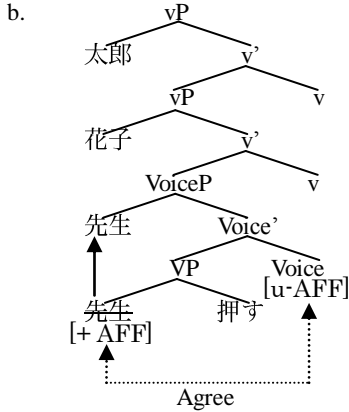 b.
vP
太郎 v'
vP v
花子 v'
VoiceP v
先生 Voice’
VP Voice
[u-AFF]
先生 押す
[+ AFF]
Agree